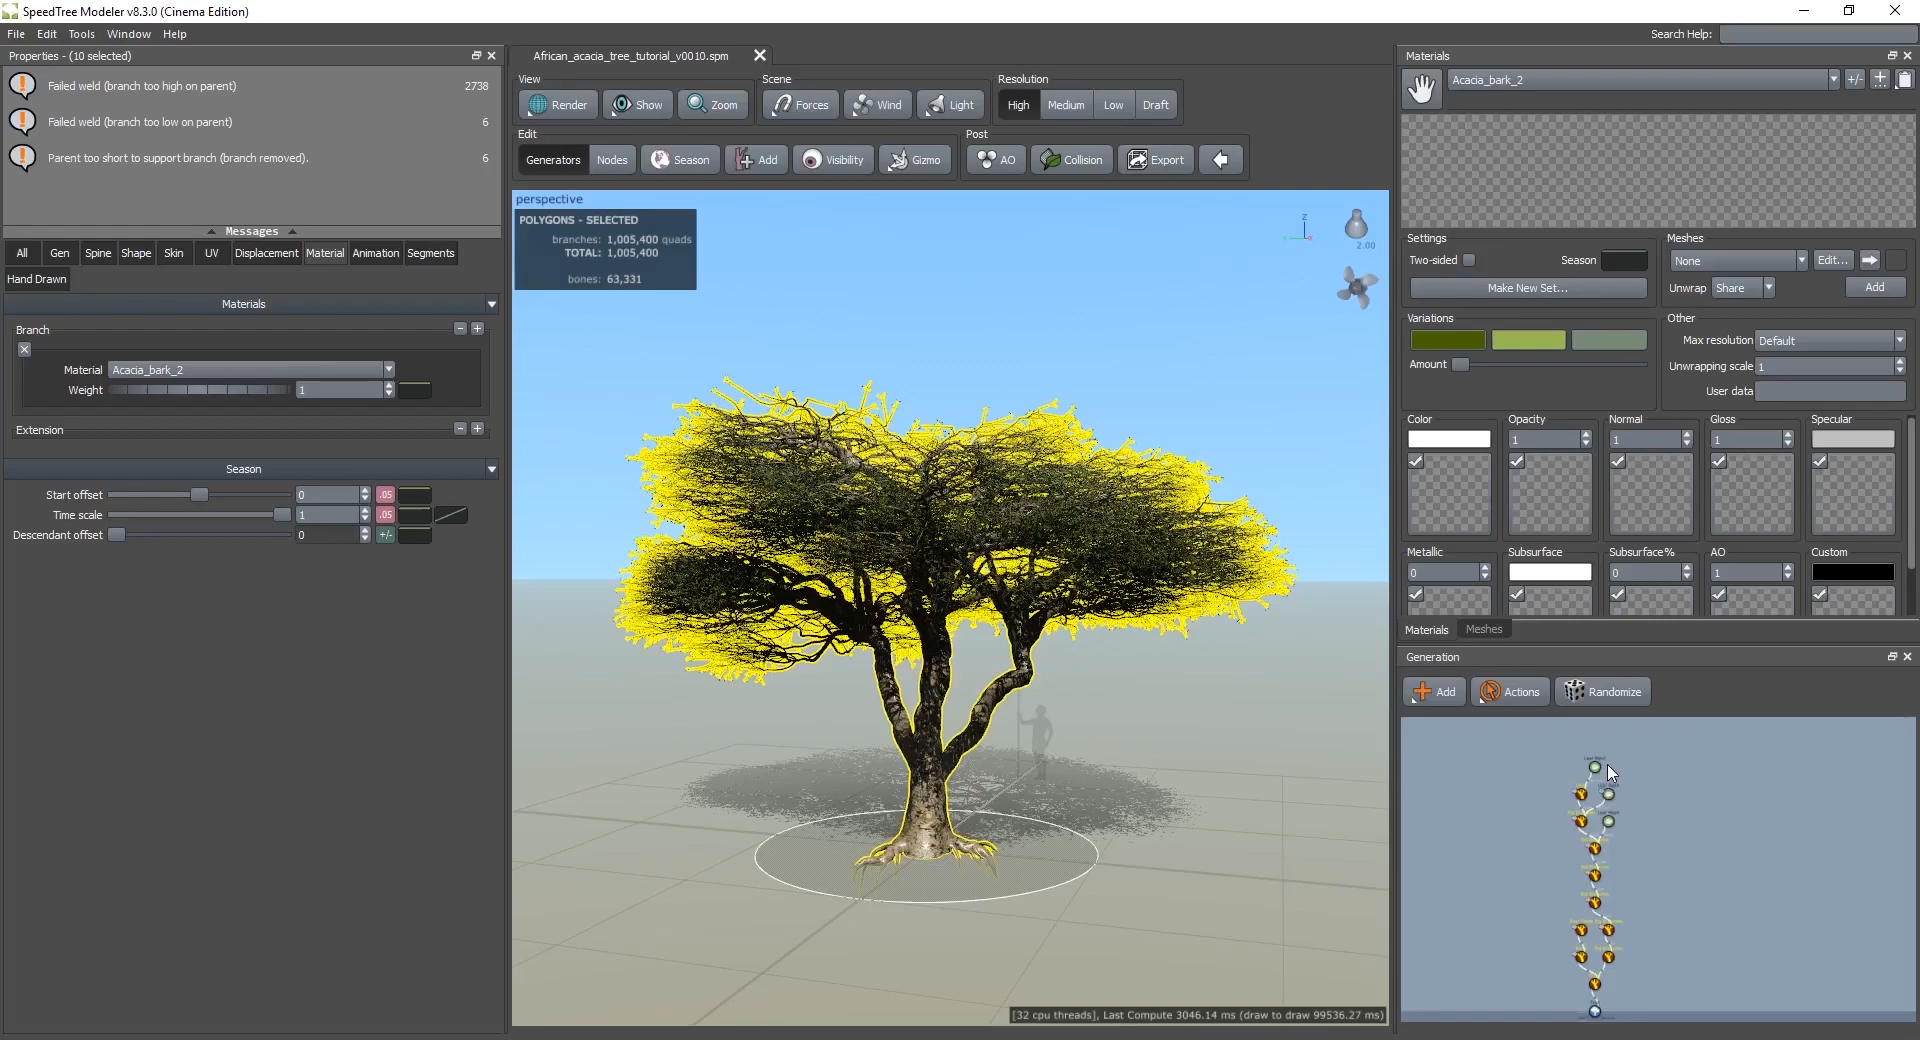 SpeedTree Modeler v8.3.0 (Cinema Edition)
File Edit Tools Window Help
Search Help:
Properties - (10 selected)
Failed weld (branch too high on parent) 2738
Failed weld (branch too low on parent) 6
Parent too short to support branch (branch removed). 6
Messages
All Gen Spine Shape Skin UV Displacement Material Animation Segments
Hand Drawn
Materials
Branch
Material Acacia_bark_2
Weight 1
Extension
Season
Start offset 0 .05
Time scale 1 .05
Descendant offset 0 +/-
African_acacia_tree_tutorial_v0010.spm
View Scene Resolution
Render Show Zoom Forces Wind Light High Medium Low Draft
Edit Post
Generators Nodes Season Add Visibility Gizmo AO Collision Export
perspective
POLYGONS - SELECTED
branches: 1,005,400 quads
TOTAL: 1,005,400
bones: 63,331
Z
2.00
[32 cpu threads], Last Compute 3046.14 ms (draw to draw 99536.27 ms)
Materials
Acacia_bark_2 +/-
Settings Meshes
Two-sided Season None Edit...
Make New Set... Unwrap Share Add
Variations Other
Max resolution Default
Amount Unwrapping scale 1
User data
Color Opacity Normal Gloss Specular
1 1 1
Metallic Subsurface Subsurface% AO Custom
0 0 1
Materials Meshes
Generation
Add Actions Randomize